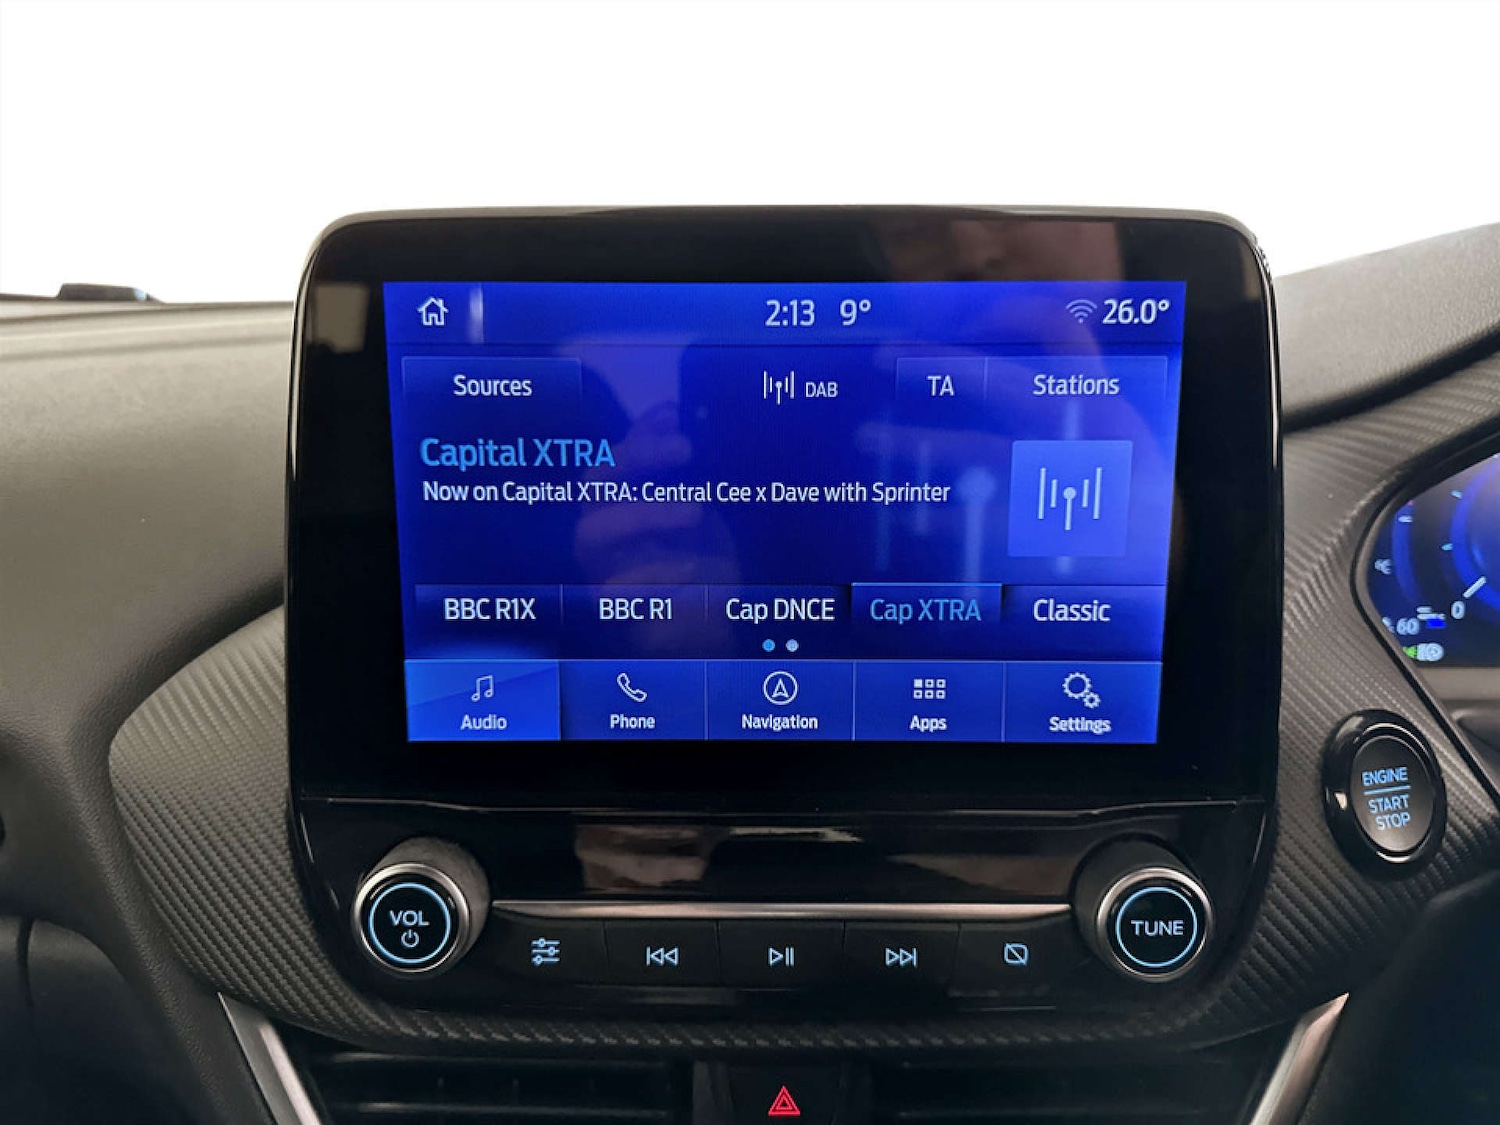 2:13 9° 26.0°
Sources DAB TA Stations
Capital XTRA
Now on Capital XTRA: Central Cee x Dave with Sprinter
BBC R1X BBC R1 Cap DNCE Cap XTRA Classic
Audio Phone Navigation Apps Settings
60 0
ENGINE
START
STOP
VOL
TUNE